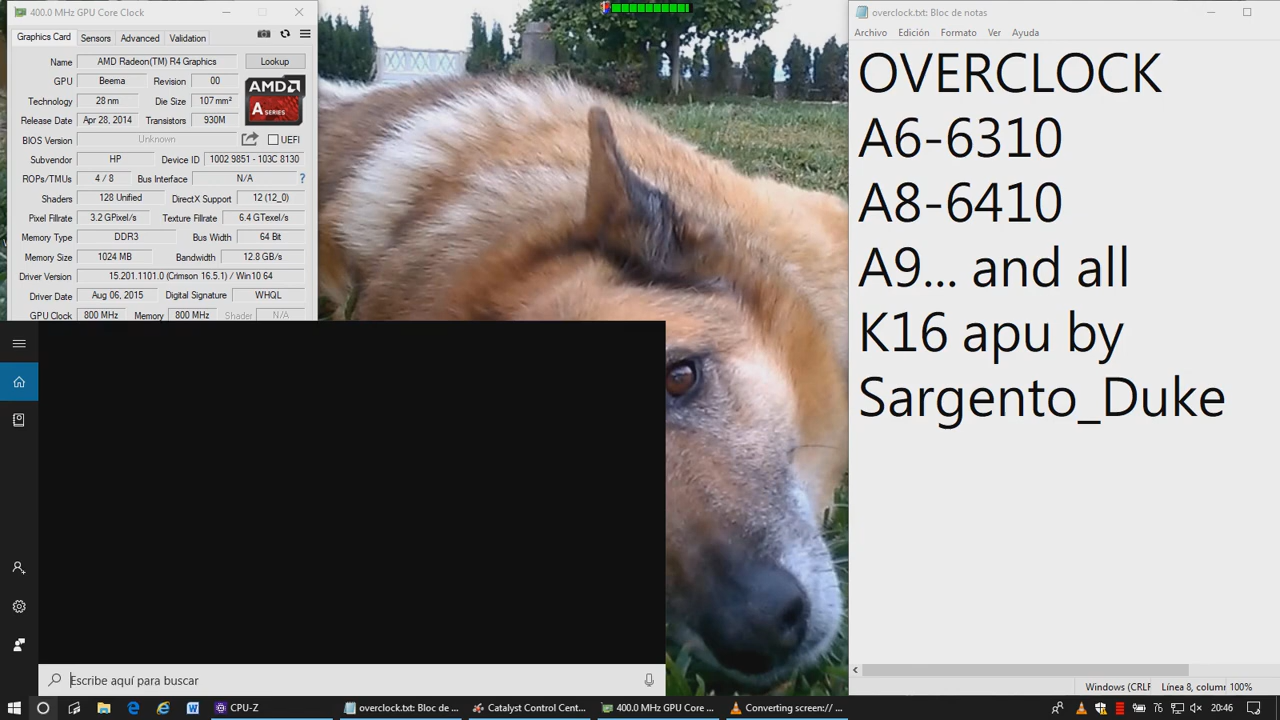 400.0 MHz GPU Core Clock
Graphics Card Sensors Advanced Validation
Name AMD Radeon(TM) R4 Graphics Lookup
GPU Beema Revision 00
AMD
Technology 28 nm Die Size 107 mm²
A SERIES
Release Date Apr 28, 2014 Transistors 930M
BIOS Version Unknown UEFI
Subvendor HP Device ID 1002 9851 - 103C 8130
ROPs/TMUs 4 / 8 Bus Interface N/A ?
Shaders 128 Unified DirectX Support 12 (12_0)
Pixel Fillrate 3.2 GPixel/s Texture Fillrate 6.4 GTexel/s
Memory Type DDR3 Bus Width 64 Bit
Memory Size 1024 MB Bandwidth 12.8 GB/s
Driver Version 15.201.1101.0 (Crimson 16.5.1) / Win10 64
Driver Date Aug 06, 2015 Digital Signature WHQL
GPU Clock 800 MHz Memory 800 MHz Shader N/A
Escribe aquí para buscar
overclock.txt: Bloc de notas
Archivo Edición Formato Ver Ayuda
OVERCLOCK
A6-6310
A8-6410
A9... and all
K16 apu by
Sargento_Duke
Windows (CRLF Línea 8, column 100%
CPU-Z overclock.txt: Bloc de ... Catalyst Control Cent... 400.0 MHz GPU Core ... Converting screen:// ... 76 20:46